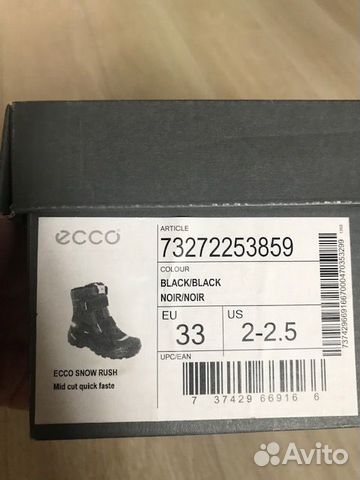 ecco
ARTICLE
73272253859
COLOUR
BLACK/BLACK
NOIR/NOIR
EU
33
US
2-2.5
UPC/EAN
ECCO SNOW RUSH
Mid cut quick faste
7 37429 66916 6
Avito